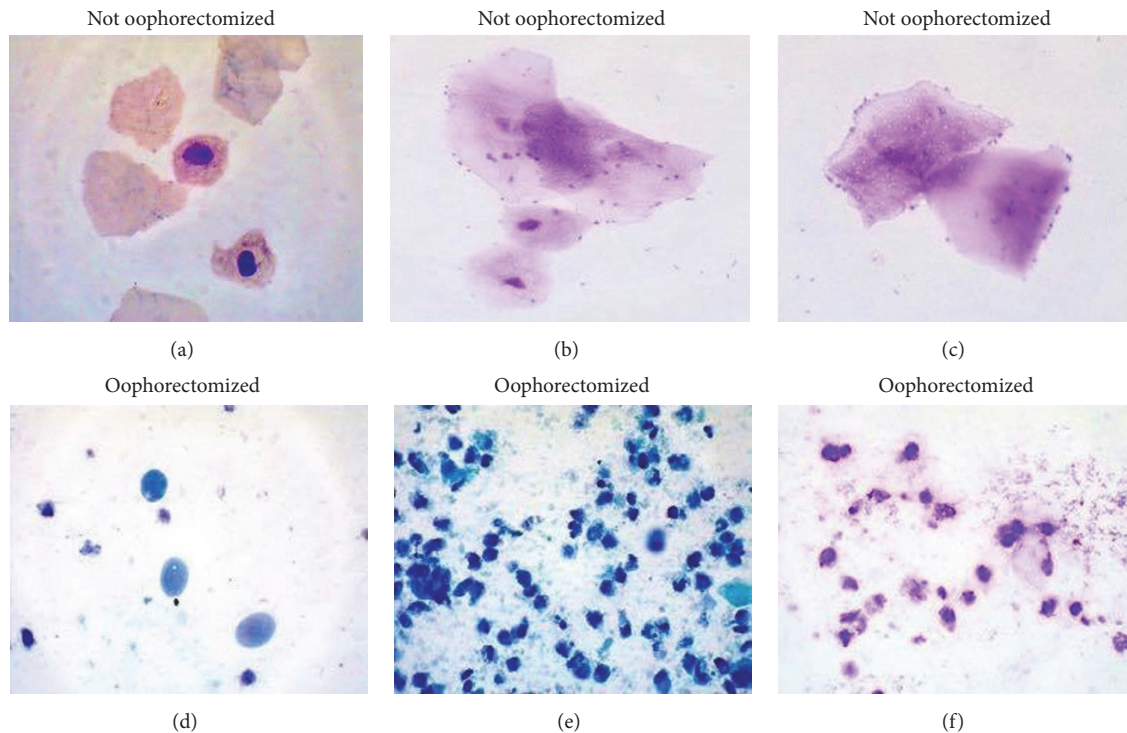 Not oophorectomized
Not oophorectomized
Not oophorectomized
(a)
(b)
(c)
Oophorectomized
Oophorectomized
Oophorectomized
(d)
(e)
(f)